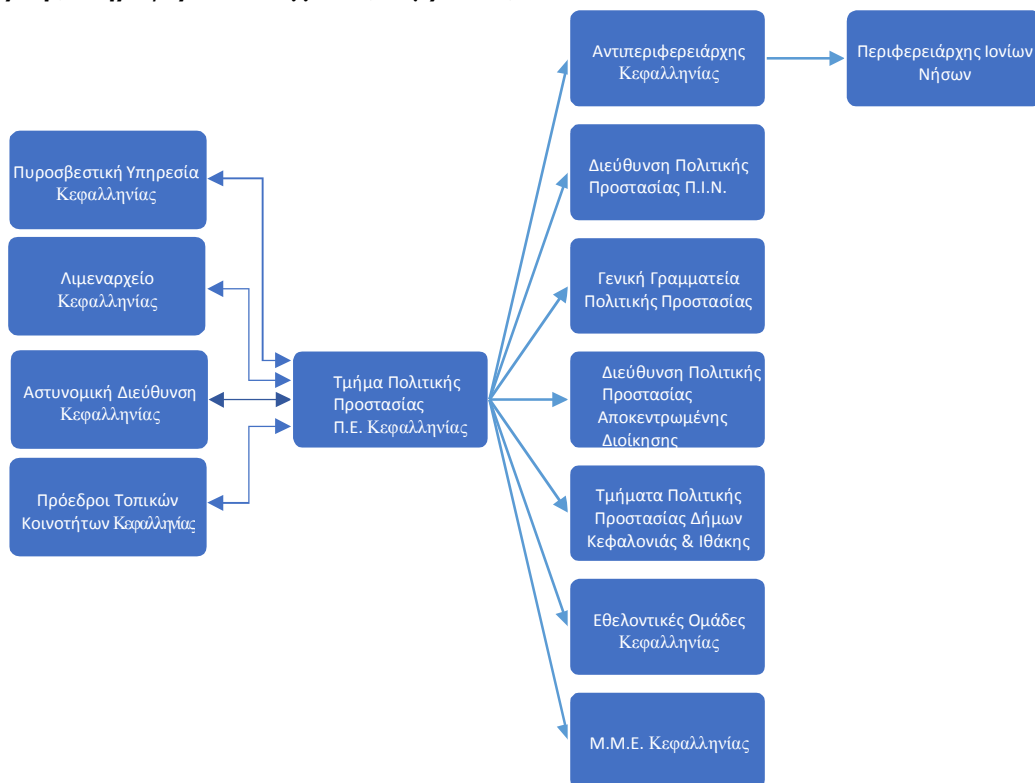 Αντιπεριφερειάρχης
Κεφαλληνίας
Περιφερειάρχης Ιονίων
Νήσων
Πυροσβεστική Υπηρεσία
Κεφαλληνίας
Διεύθυνση Πολιτικής
Προστασίας Π.Ι.Ν.
Λιμεναρχείο
Κεφαλληνίας
Γενική Γραμματεία
Πολιτικής Προστασίας
Αστυνομική Διεύθυνση
Κεφαλληνίας
Τμήμα Πολιτικής
Προστασίας
Π.Ε. Κεφαλληνίας
Διεύθυνση Πολιτικής
Προστασίας
Αποκεντρωμένης
Διοίκησης
Πρόεδροι Τοπικών
Κοινοτήτων Κεφαλληνίας
Τμήματα Πολιτικής
Προστασίας Δήμων
Κεφαλονιάς & Ιθάκης
Εθελοντικές Ομάδες
Κεφαλληνίας
Μ.Μ.Ε. Κεφαλληνίας